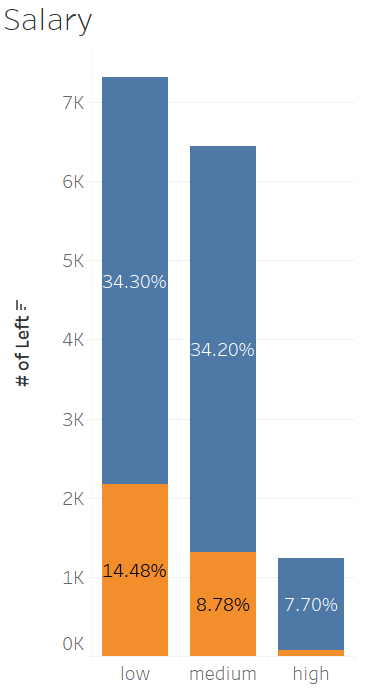 Salary
# of Left
7K
6K
5K
4K
3K
2K
1K
0K
34.30%
14.48%
34.20%
8.78%
7.70%
low
medium
high